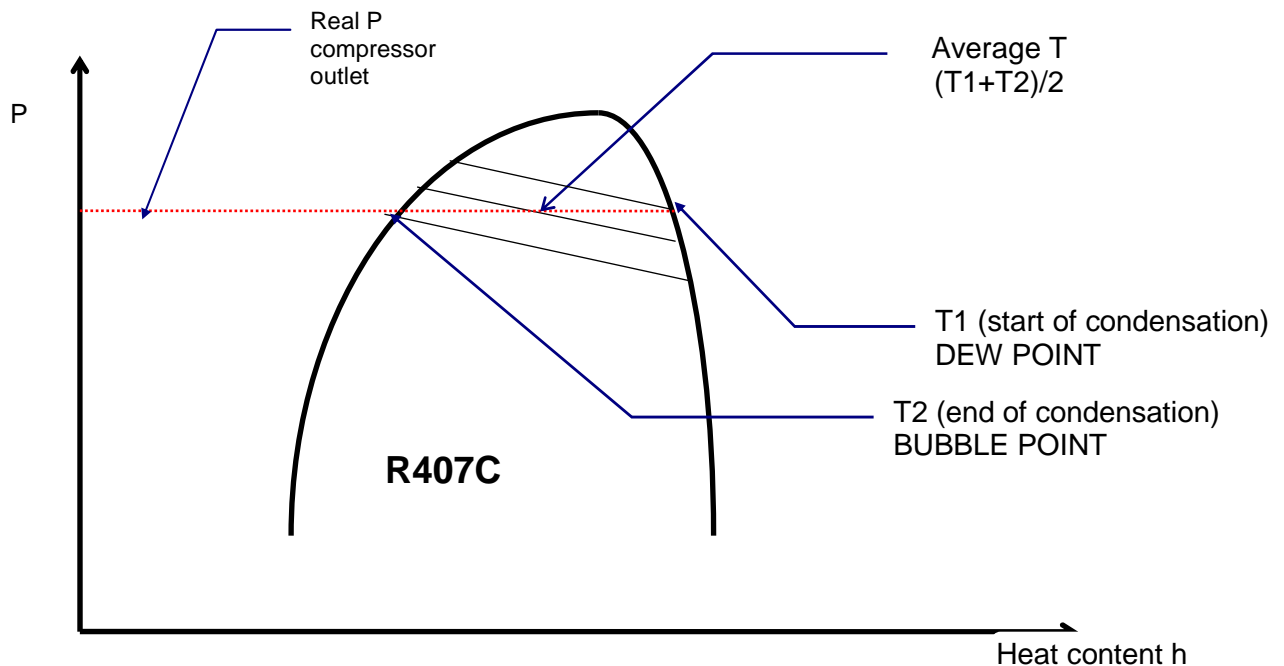 Real P
compressor
outlet
Average T
(T1+T2)/2
P
T1 (start of condensation)
DEW POINT
T2 (end of condensation)
BUBBLE POINT
R407C
Heat content h